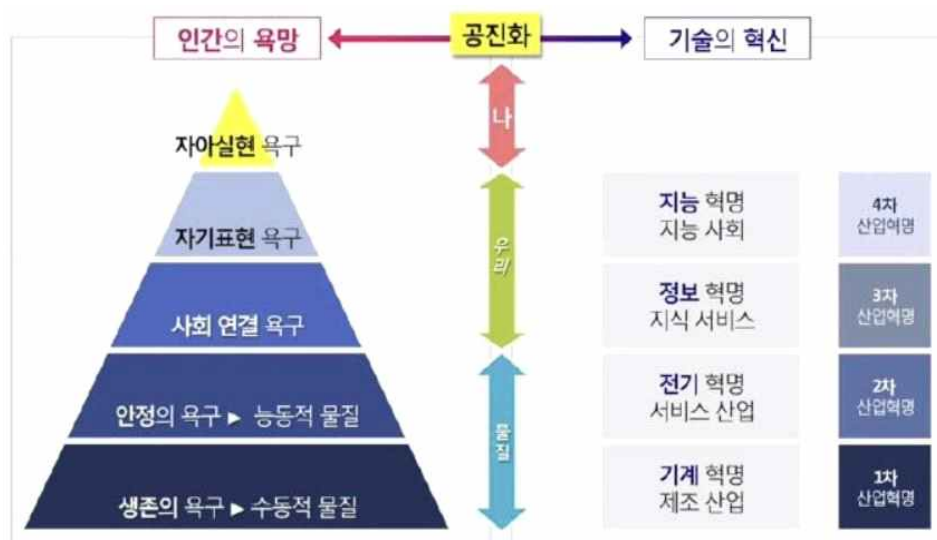 인간의 욕망
공진화
기술의 혁신
나
자아실현 욕구
자기표현 욕구
우리
지능 혁명
지능 사회
4차
산업혁명
사회 연결 욕구
정보 혁명
지식 서비스
3차
산업혁명
안정의 욕구 ▶ 능동적 물질
물질
전기 혁명
서비스 산업
2차
산업혁명
생존의 욕구 ▶ 수동적 물질
기계 혁명
제조 산업
1차
산업혁명